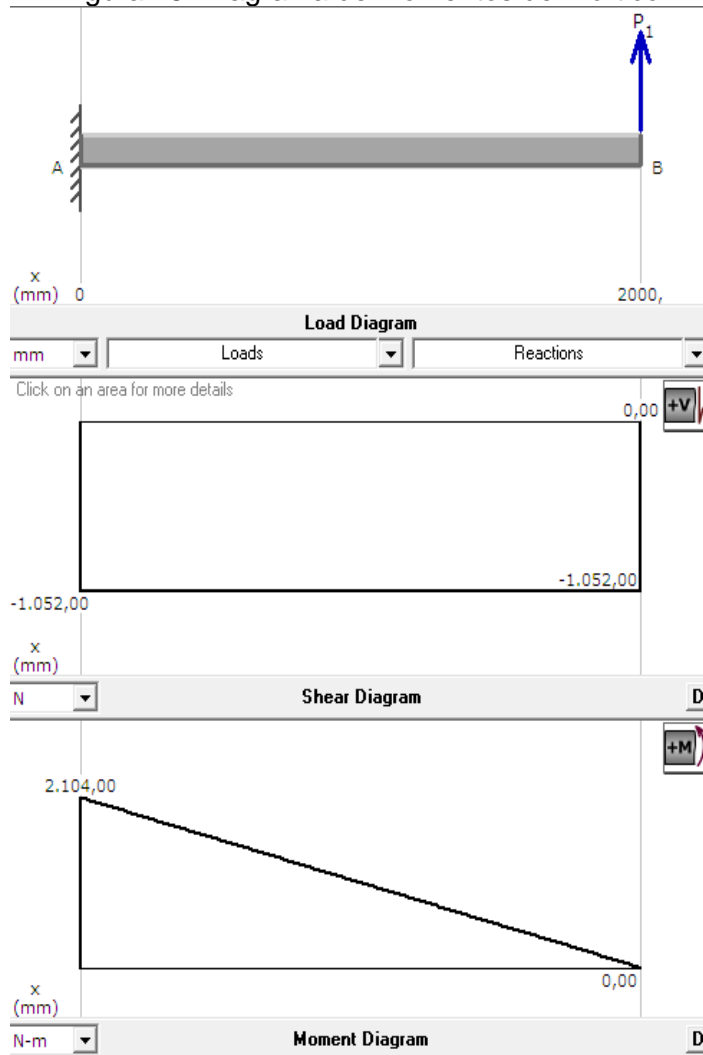 P1
A
B
x
(mm) 0 2000,
Load Diagram
mm Loads Reactions
Click on an area for more details
0,00 +V
-1.052,00
-1.052,00
x
(mm)
N Shear Diagram D
+M
2.104,00
0,00
x
(mm)
N-m Moment Diagram D